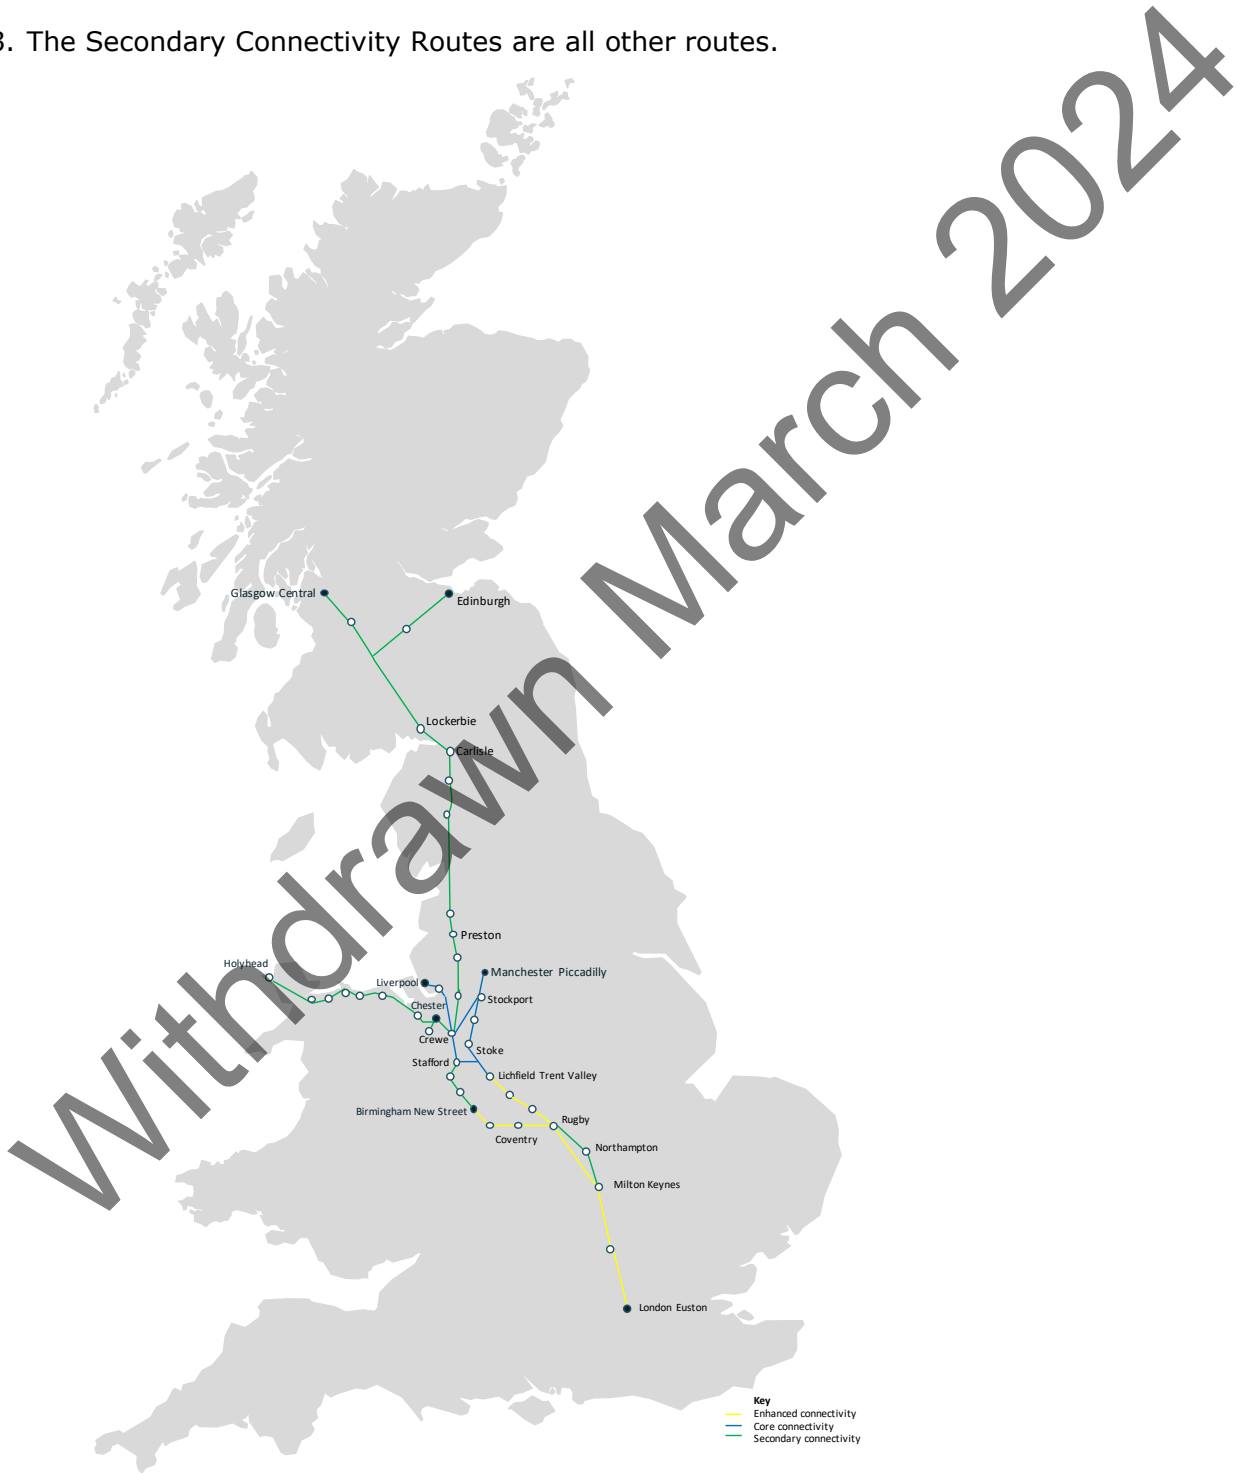 3. The Secondary Connectivity Routes are all other routes.
Withdrawn March 2024
Glasgow Central
Edinburgh
Lockerbie
Carlisle
Preston
Holyhead
Manchester Piccadilly
Liverpool
Stockport
Chester
Crewe
Stoke
Stafford
Lichfield Trent Valley
Birmingham New Street
Rugby
Coventry
Northampton
Milton Keynes
London Euston
Key
Enhanced connectivity
Core connectivity
Secondary connectivity